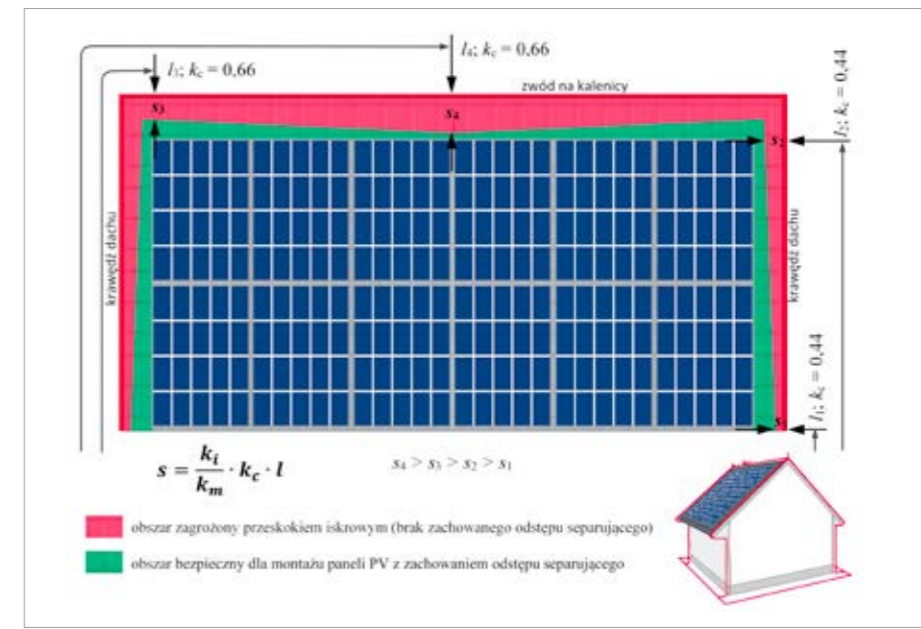 l₄; kc = 0,66
l₃; kc = 0,66
zwód na kalenicy
s₃
s₄
s₂
l₂; kc = 0,44
krawędź dachu
krawędź dachu
l₁; kc = 0,44
s
s = ki/km · kc · l
s₄ > s₃ > s₂ > s₁
obszar zagrożony przeskokiem iskrowym (brak zachowanego odstępu separującego)
obszar bezpieczny dla montażu paneli PV z zachowaniem odstępu separującego